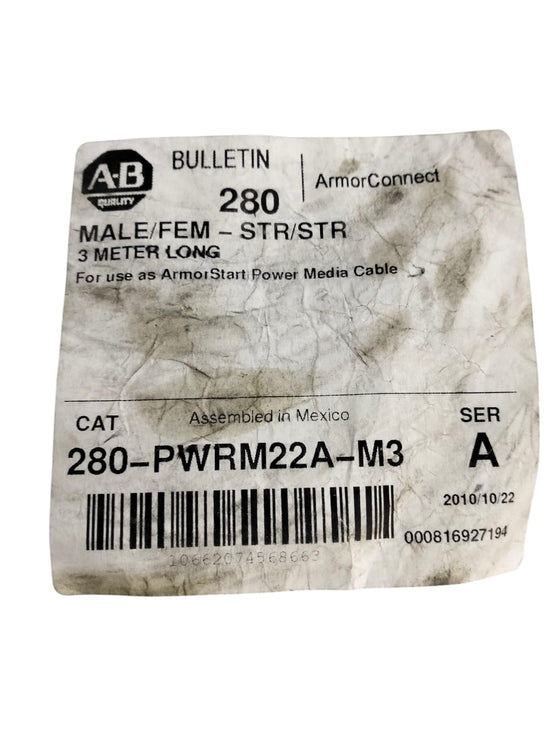 A-B
QUALITY
BULLETIN
280
ArmorConnect
MALE/FEM - STR/STR
3 METER LONG
For use as ArmorStart Power Media Cable
CAT
Assembled in Mexico
SER
280-PWRM22A-M3
A
2010/10/22
000816927194
10662074568663